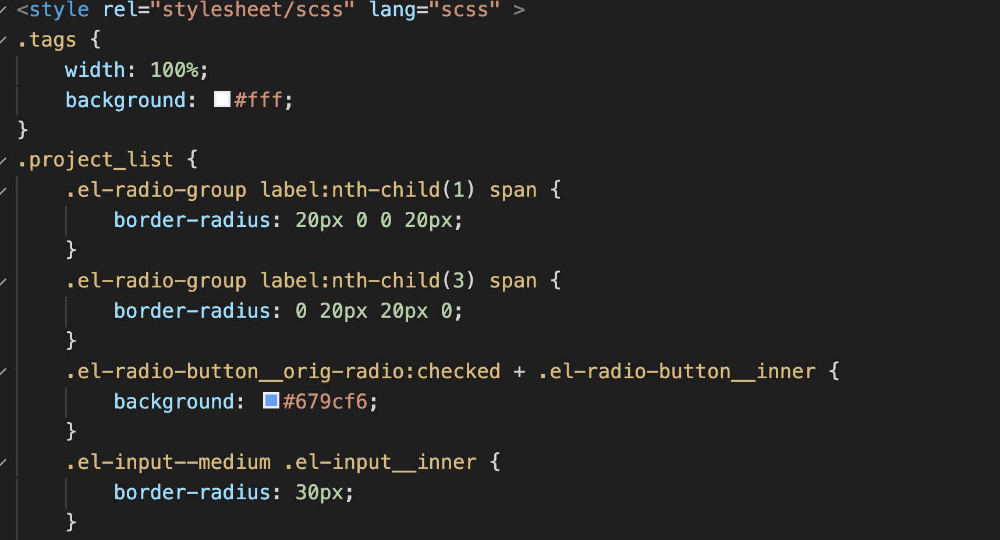 <style rel="stylesheet/scss" lang="scss" >
.tags {
    width: 100%;
    background: #fff;
}
.project_list {
    .el-radio-group label:nth-child(1) span {
        border-radius: 20px 0 0 20px;
    }
    .el-radio-group label:nth-child(3) span {
        border-radius: 0 20px 20px 0;
    }
    .el-radio-button__orig-radio:checked + .el-radio-button__inner {
        background: #679cf6;
    }
    .el-input--medium .el-input__inner {
        border-radius: 30px;
    }